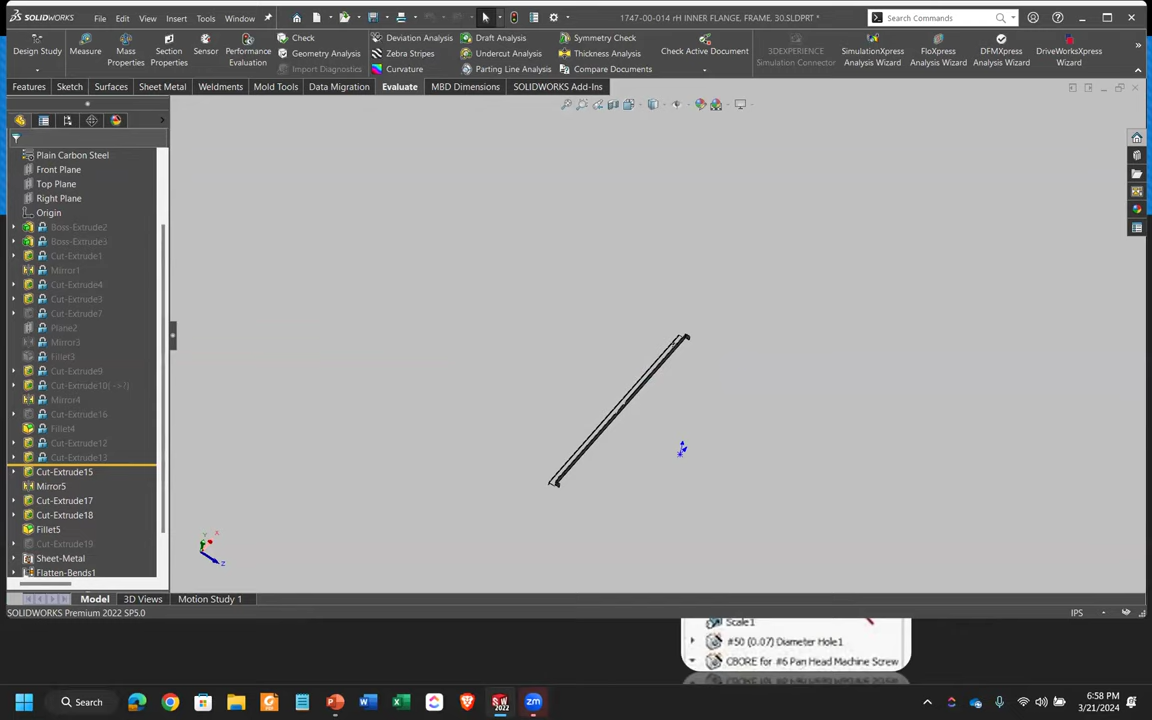 SOLIDWORKS File Edit View Insert Tools Window 1747-00-014 rH INNER FLANGE, FRAME. 30.SLDPRT * Search Commands
Design Study
Measure
Mass Properties
Section Properties
Sensor
Performance Evaluation
Check
Geometry Analysis
Import Diagnostics
Deviation Analysis
Zebra Stripes
Curvature
Draft Analysis
Undercut Analysis
Parting Line Analysis
Symmetry Check
Thickness Analysis
Compare Documents
Check Active Document
3DEXPERIENCE Simulation Connector
SimulationXpress Analysis Wizard
FloXpress Analysis Wizard
DFMXpress Analysis Wizard
DriveWorksXpress Wizard
Features Sketch Surfaces Sheet Metal Weldments Mold Tools Data Migration Evaluate MBD Dimensions SOLIDWORKS Add-Ins
Plain Carbon Steel
Front Plane
Top Plane
Right Plane
Origin
Boss-Extrude2
Boss-Extrude3
Cut-Extrude1
Mirror1
Cut-Extrude4
Cut-Extrude3
Cut-Extrude7
Plane2
Mirror3
Fillet3
Cut-Extrude9
Cut-Extrude10( ->?)
Mirror4
Cut-Extrude16
Fillet4
Cut-Extrude12
Cut-Extrude13
Cut-Extrude15
Mirror5
Cut-Extrude17
Cut-Extrude18
Fillet5
Cut-Extrude19
Sheet-Metal
Flatten-Bends1
Y X
Z
Model 3D Views Motion Study 1
SOLIDWORKS Premium 2022 SP5.0 IPS
Scale1
#50 (0.07) Diameter Hole1
CBORE for #6 Pan Head Machine Screw
Search
SW 2022
zm
6:58 PM
3/21/2024